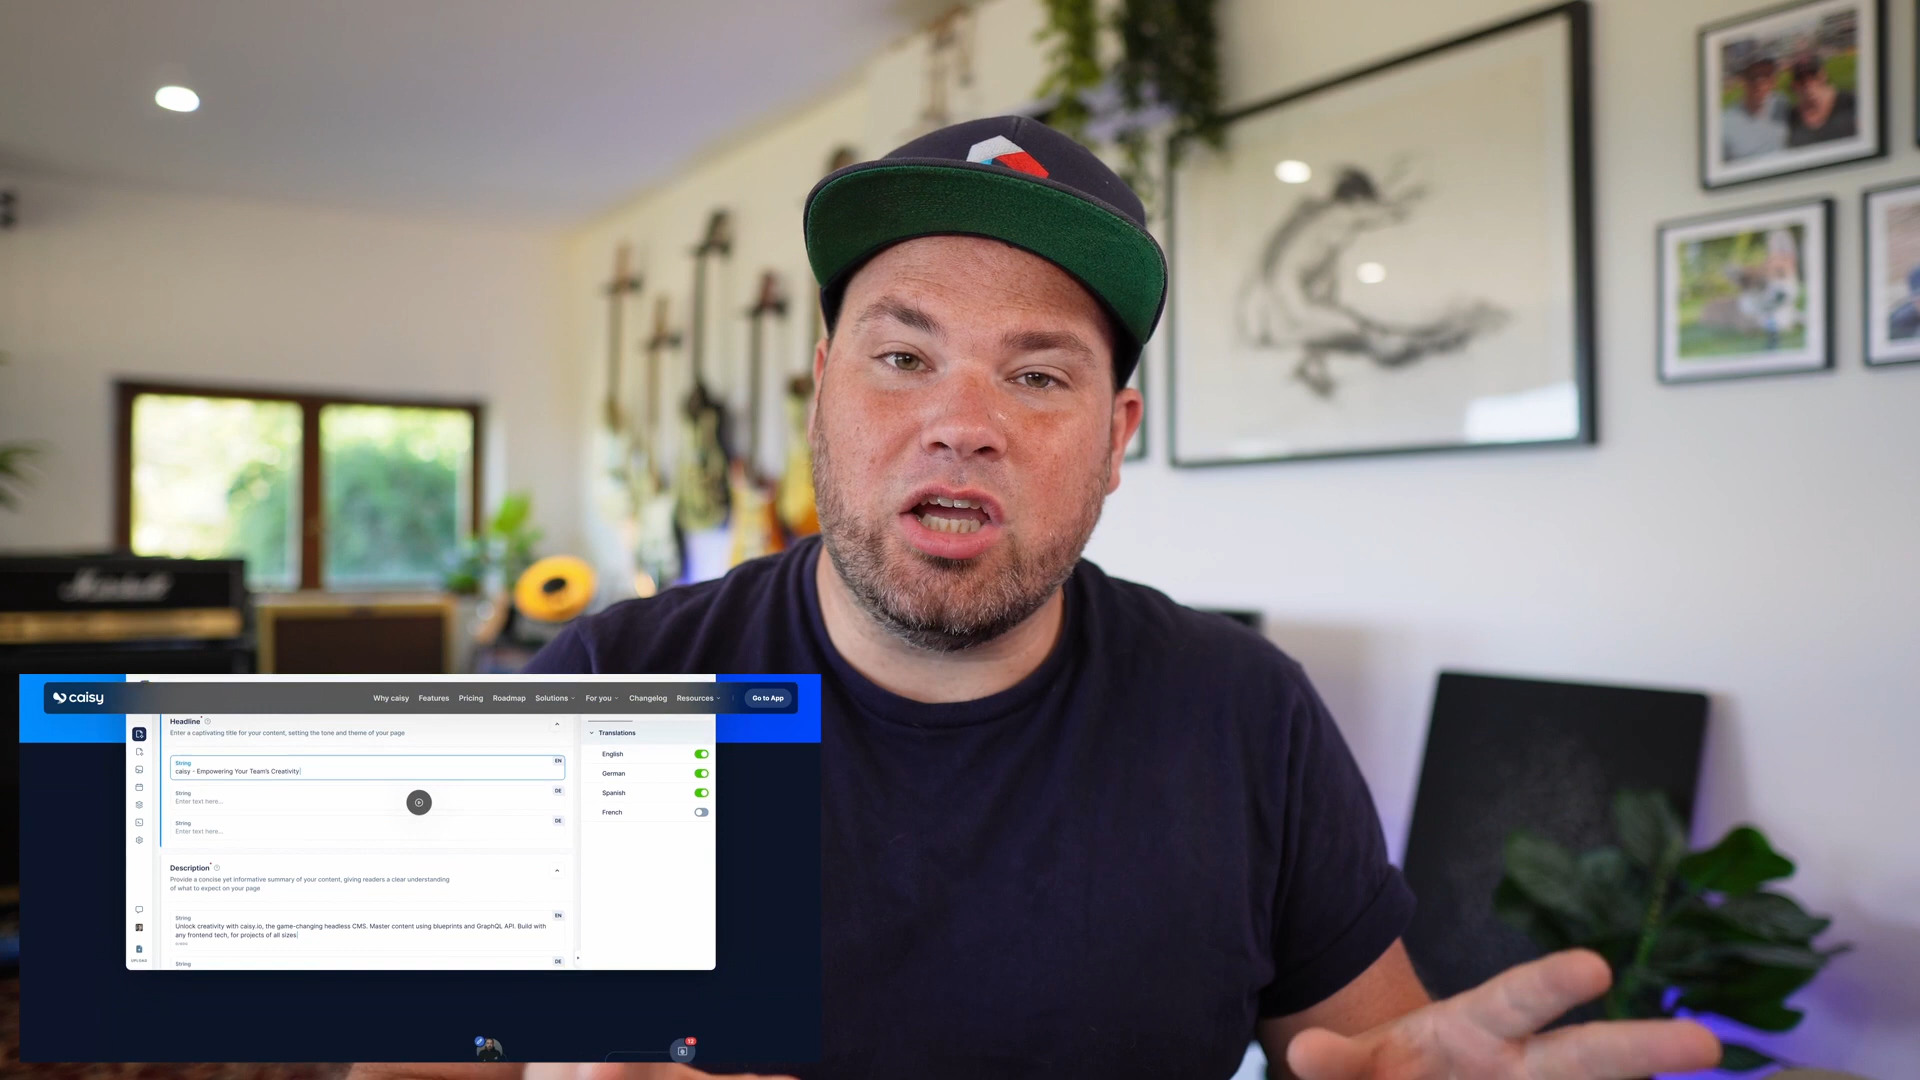 Marshall
caisy
Why caisy
Features
Pricing
Roadmap
Solutions
For you
Changelog
Resources
Go to App
Headline*
Enter a captivating title for your content, setting the tone and theme of your page
String
EN
caisy - Empowering Your Team's Creativity
String
DE
Enter text here...
String
DE
Enter text here...
Description*
Provide a concise yet informative summary of your content, giving readers a clear understanding
of what to expect on your page
String
EN
Unlock creativity with caisy.io, the game-changing headless CMS. Master content using blueprints and GraphQL API. Build with
any frontend tech, for projects of all sizes
String
DE
Translations
English
German
Spanish
French
UPLOAD
12